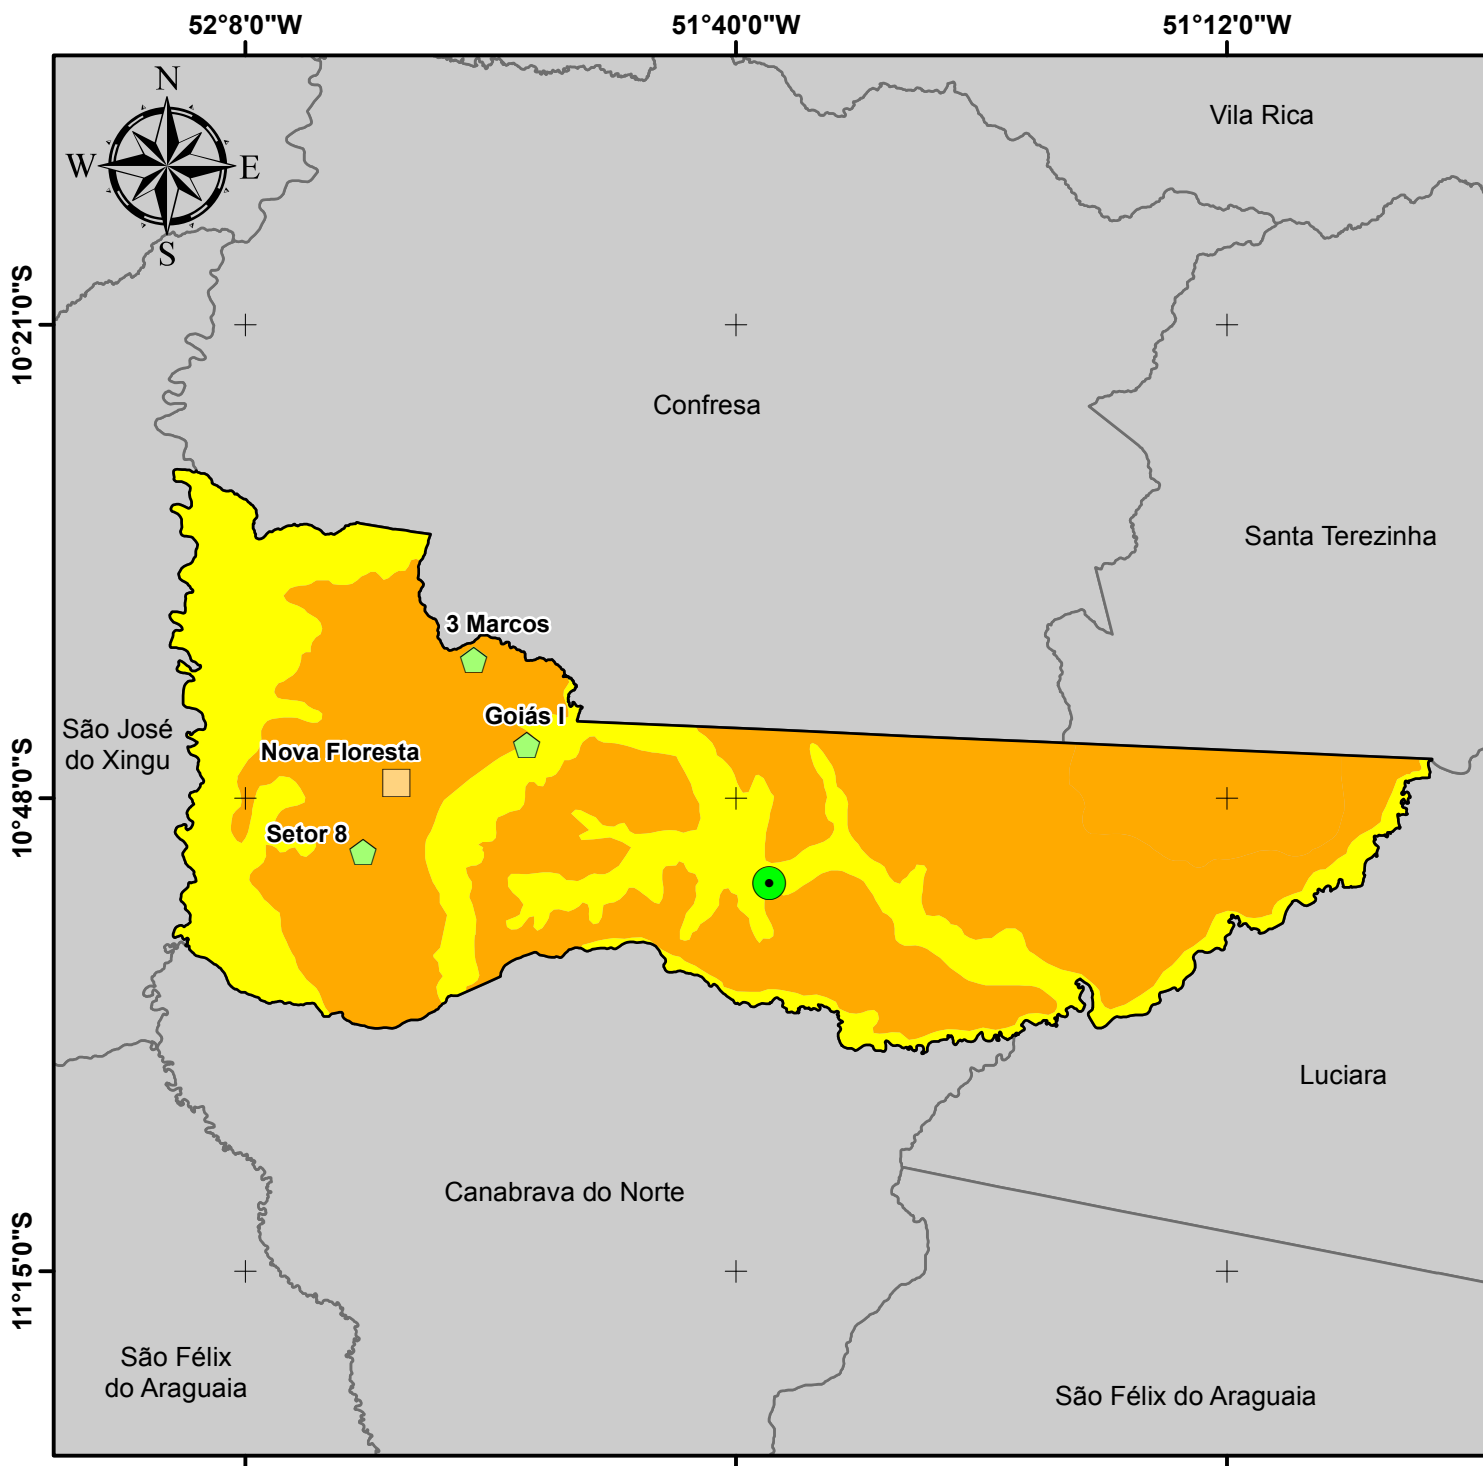 52°8'0"W
51°40'0"W
51°12'0"W
N
W
E
S
Vila Rica
10°21'0"S
Confresa
Santa Terezinha
3 Marcos
Goiás I
São José
do Xingu
Nova Floresta
10°48'0"S
Setor 8
Luciara
Canabrava do Norte
11°15'0"S
São Félix
do Araguaia
São Félix do Araguaia